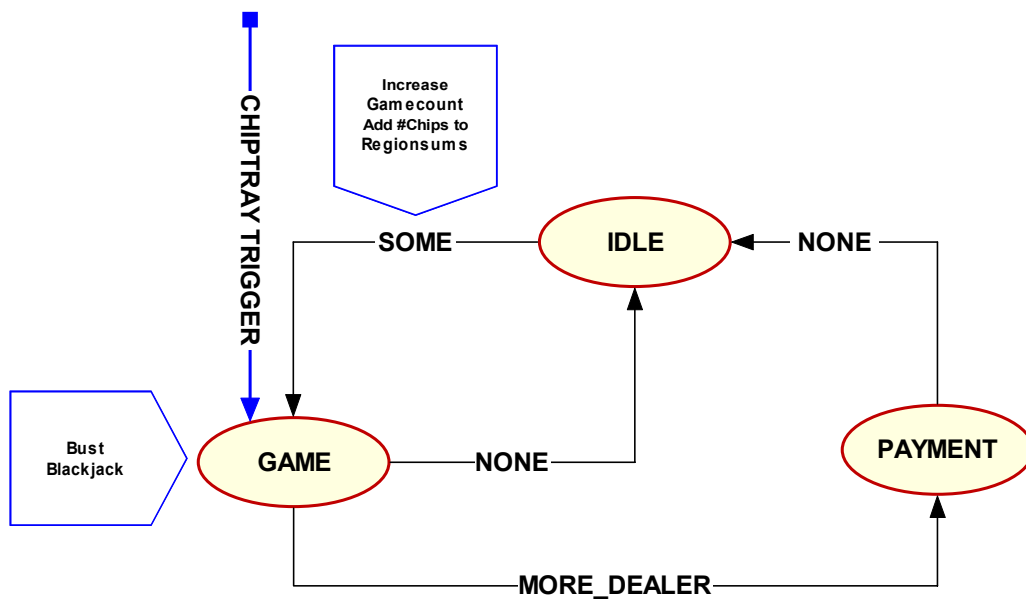 CHIPTRAY TRIGGER
Increase
Gamecount
Add #Chips to
Regionsums
SOME
IDLE
NONE
Bust
Blackjack
GAME
NONE
PAYMENT
MORE_DEALER